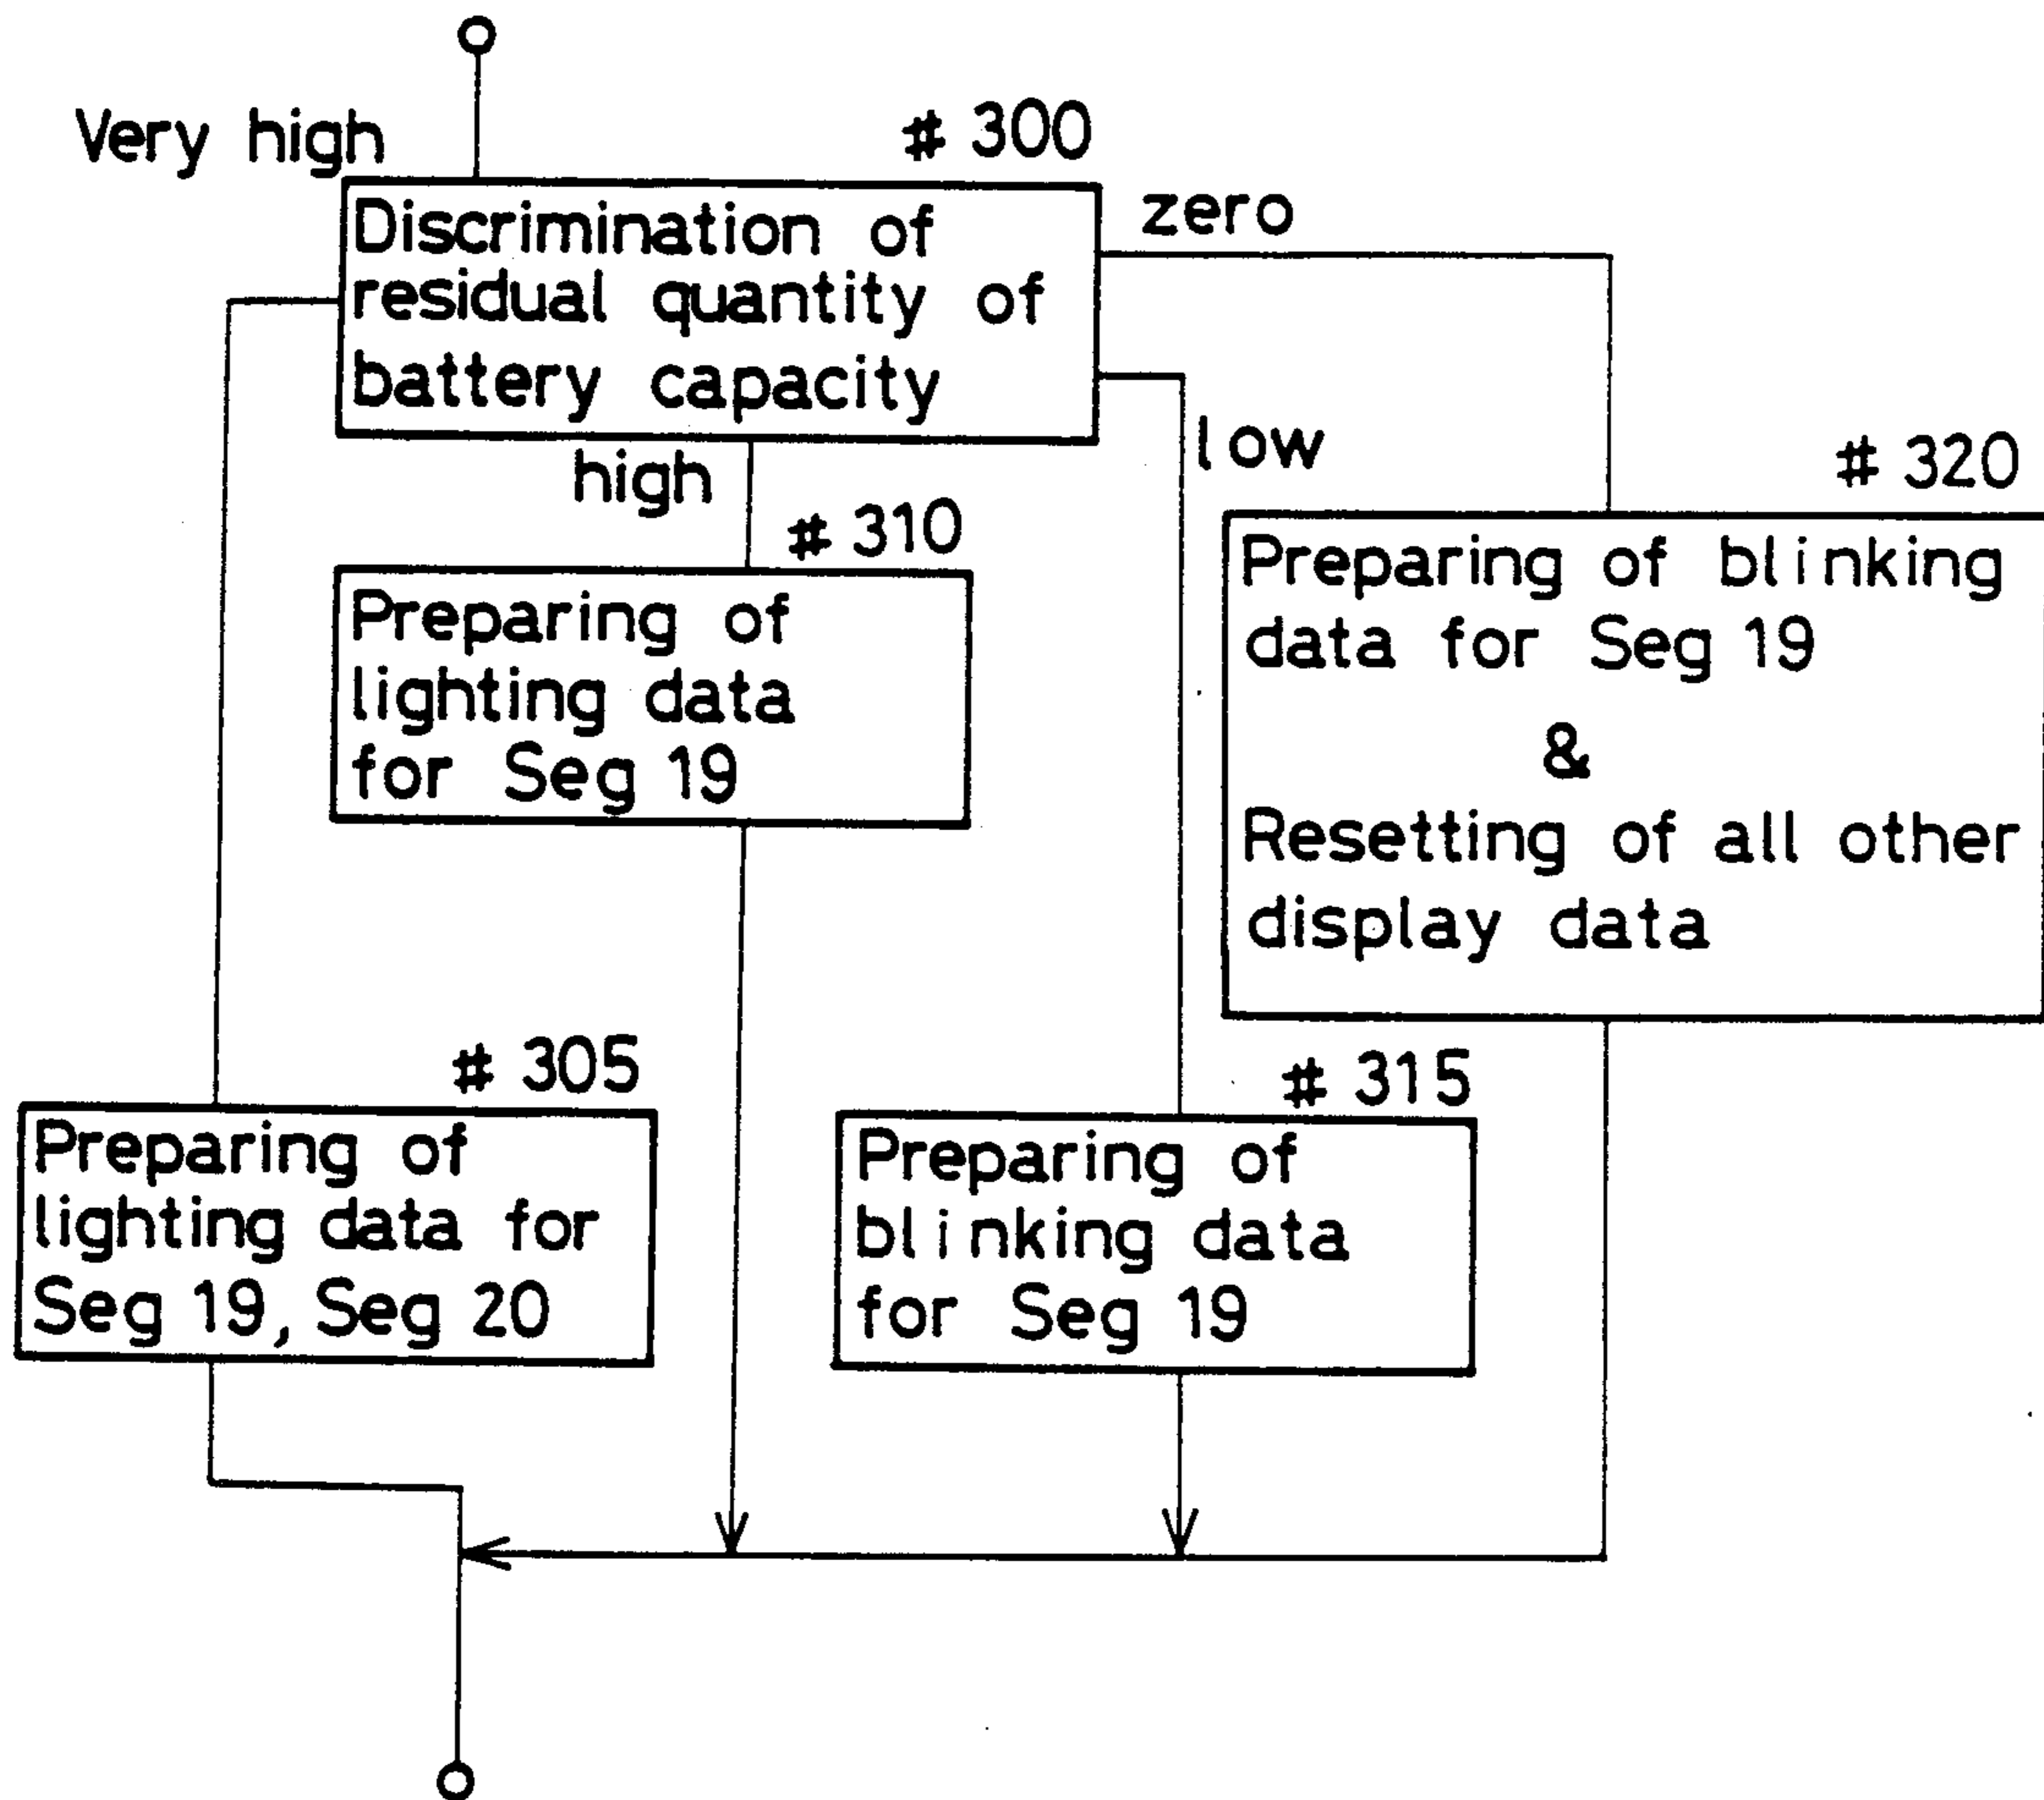 Very high
# 300
Discrimination of
residual quantity of
battery capacity
zero
low
high
# 310
Preparing of
lighting data
for Seg 19
# 320
Preparing of blinking
data for Seg 19
&
Resetting of all other
display data
# 305
Preparing of
lighting data for
Seg 19, Seg 20
# 315
Preparing of
blinking data
for Seg 19